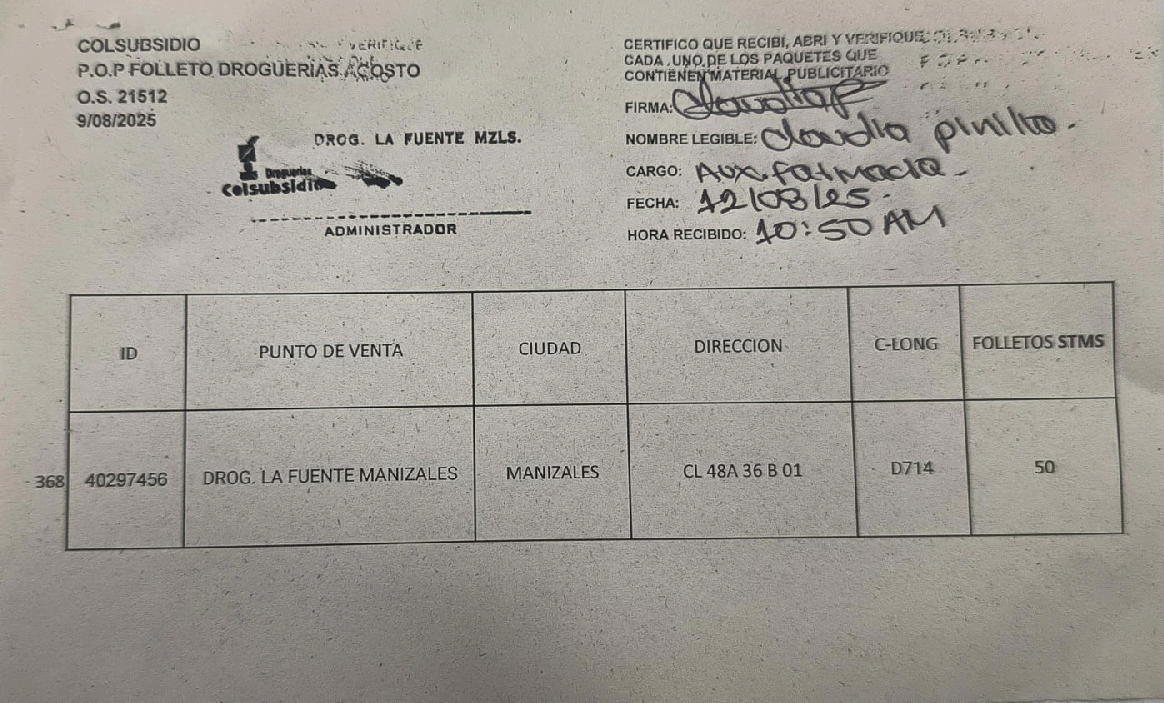 COLSUBSIDIO
P.O.P FOLLETO DROGUERIAS AGOSTO
O.S. 21512
9/08/2025
DROG. LA FUENTE MZLS.
Droguerías
Colsubsidio
ADMINISTRADOR
CERTIFICO QUE RECIBI, ABRI Y VERIFIQUE
CADA UNO DE LOS PAQUETES QUE
CONTIENEN MATERIAL PUBLICITARIO
FIRMA: Claudia P
NOMBRE LEGIBLE: Claudia pinilla.
CARGO: Aux. farmacia
FECHA: 12/08/25.
HORA RECIBIDO: 10:50 AM
ID PUNTO DE VENTA CIUDAD DIRECCION C-LONG FOLLETOS STMS
368 40297456 DROG. LA FUENTE MANIZALES MANIZALES CL 48A 36 B 01 D714 50